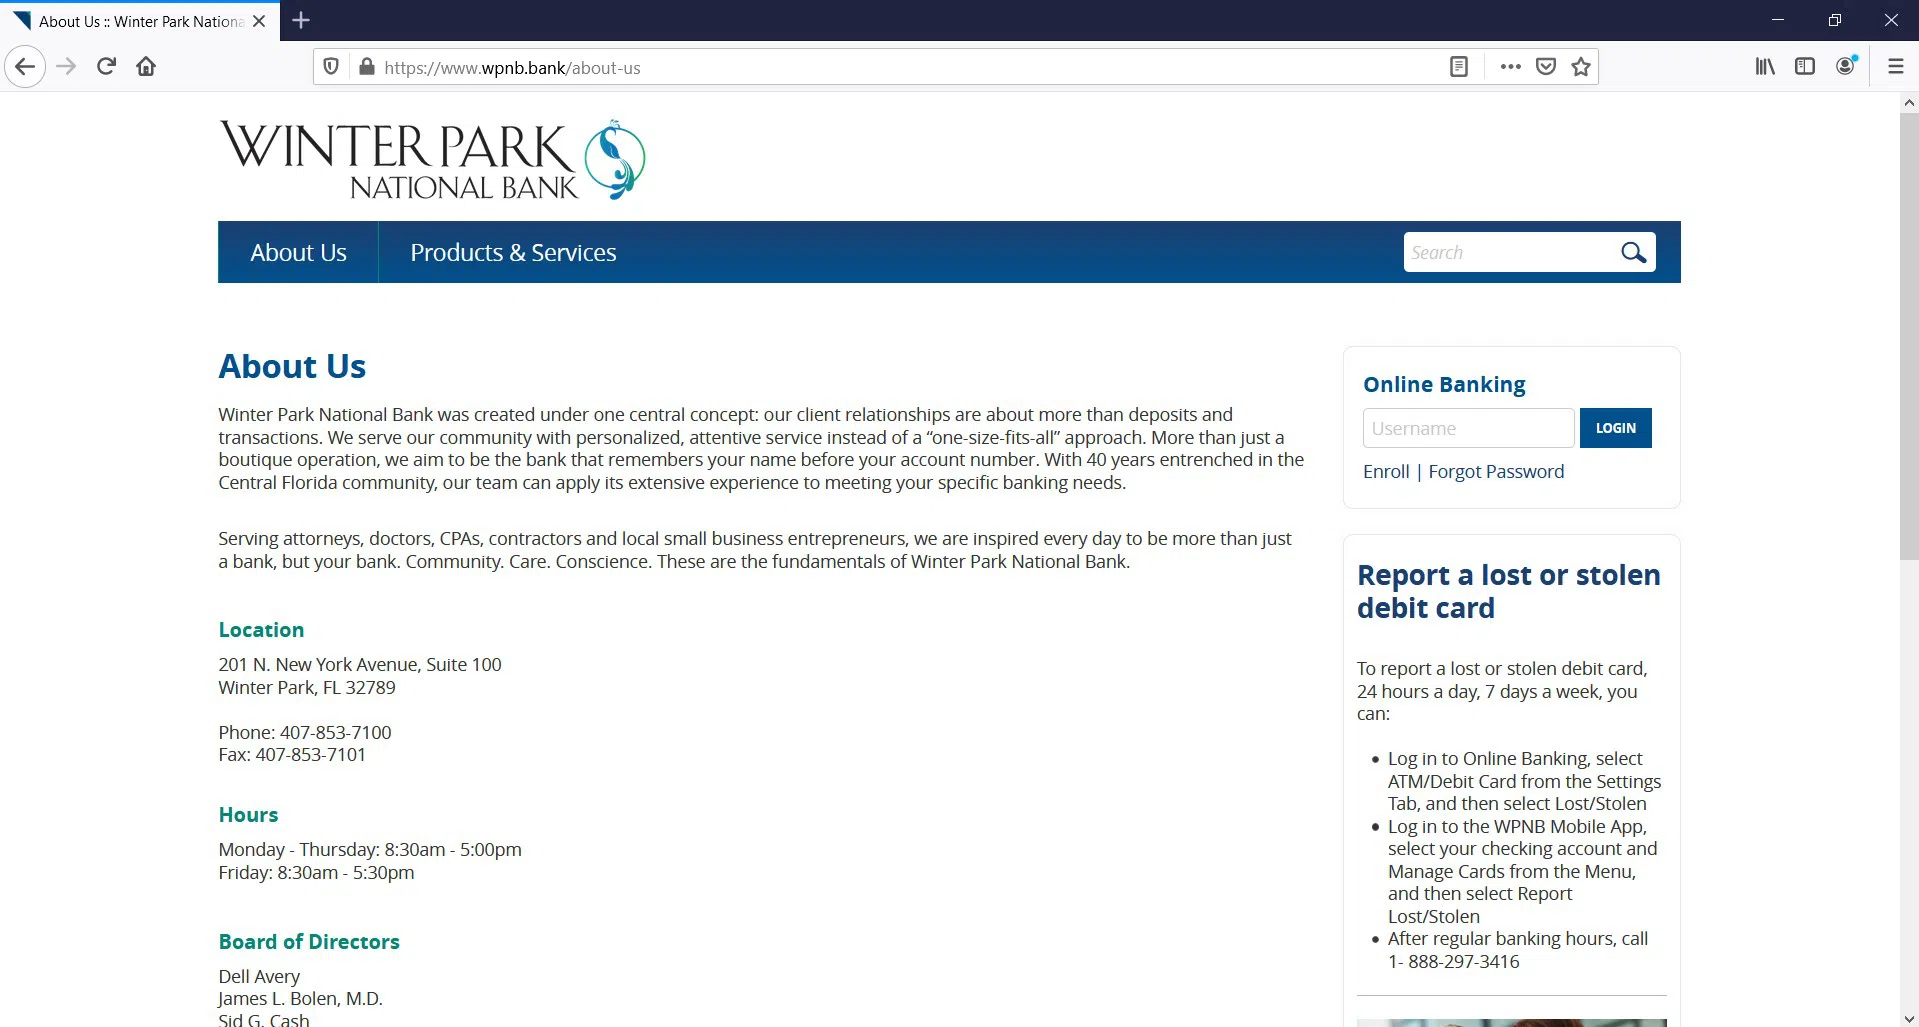 About Us :: Winter Park Nationa
https://www.wpnb.bank/about-us
WINTER PARK
NATIONAL BANK
About Us
Products & Services
Search
About Us
Winter Park National Bank was created under one central concept: our client relationships are about more than deposits and
transactions. We serve our community with personalized, attentive service instead of a “one-size-fits-all” approach. More than just a
boutique operation, we aim to be the bank that remembers your name before your account number. With 40 years entrenched in the
Central Florida community, our team can apply its extensive experience to meeting your specific banking needs.
Serving attorneys, doctors, CPAs, contractors and local small business entrepreneurs, we are inspired every day to be more than just
a bank, but your bank. Community. Care. Conscience. These are the fundamentals of Winter Park National Bank.
Location
201 N. New York Avenue, Suite 100
Winter Park, FL 32789
Phone: 407-853-7100
Fax: 407-853-7101
Hours
Monday - Thursday: 8:30am - 5:00pm
Friday: 8:30am - 5:30pm
Board of Directors
Dell Avery
James L. Bolen, M.D.
Sid G. Cash
Online Banking
Username
LOGIN
Enroll | Forgot Password
Report a lost or stolen
debit card
To report a lost or stolen debit card,
24 hours a day, 7 days a week, you
can:
• Log in to Online Banking, select
ATM/Debit Card from the Settings
Tab, and then select Lost/Stolen
• Log in to the WPNB Mobile App,
select your checking account and
Manage Cards from the Menu,
and then select Report
Lost/Stolen
• After regular banking hours, call
1- 888-297-3416